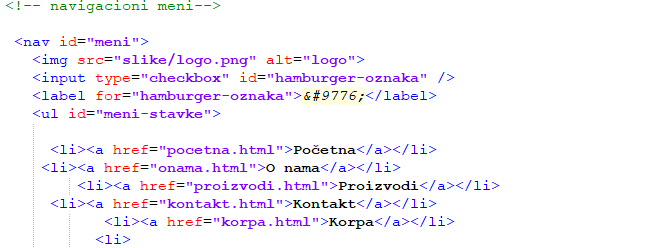 <!-- navigacioni meni-->
<nav id="meni">
<img src="slike/logo.png" alt="logo">
<input type="checkbox" id="hamburger-oznaka" />
<label for="hamburger-oznaka">&#9776;</label>
<ul id="meni-stavke">
<li><a href="pocetna.html">Početna</a></li>
<li><a href="onama.html">O nama</a></li>
<li><a href="proizvodi.html">Proizvodi</a></li>
<li><a href="kontakt.html">Kontakt</a></li>
<li><a href="korpa.html">Korpa</a></li>
<li>